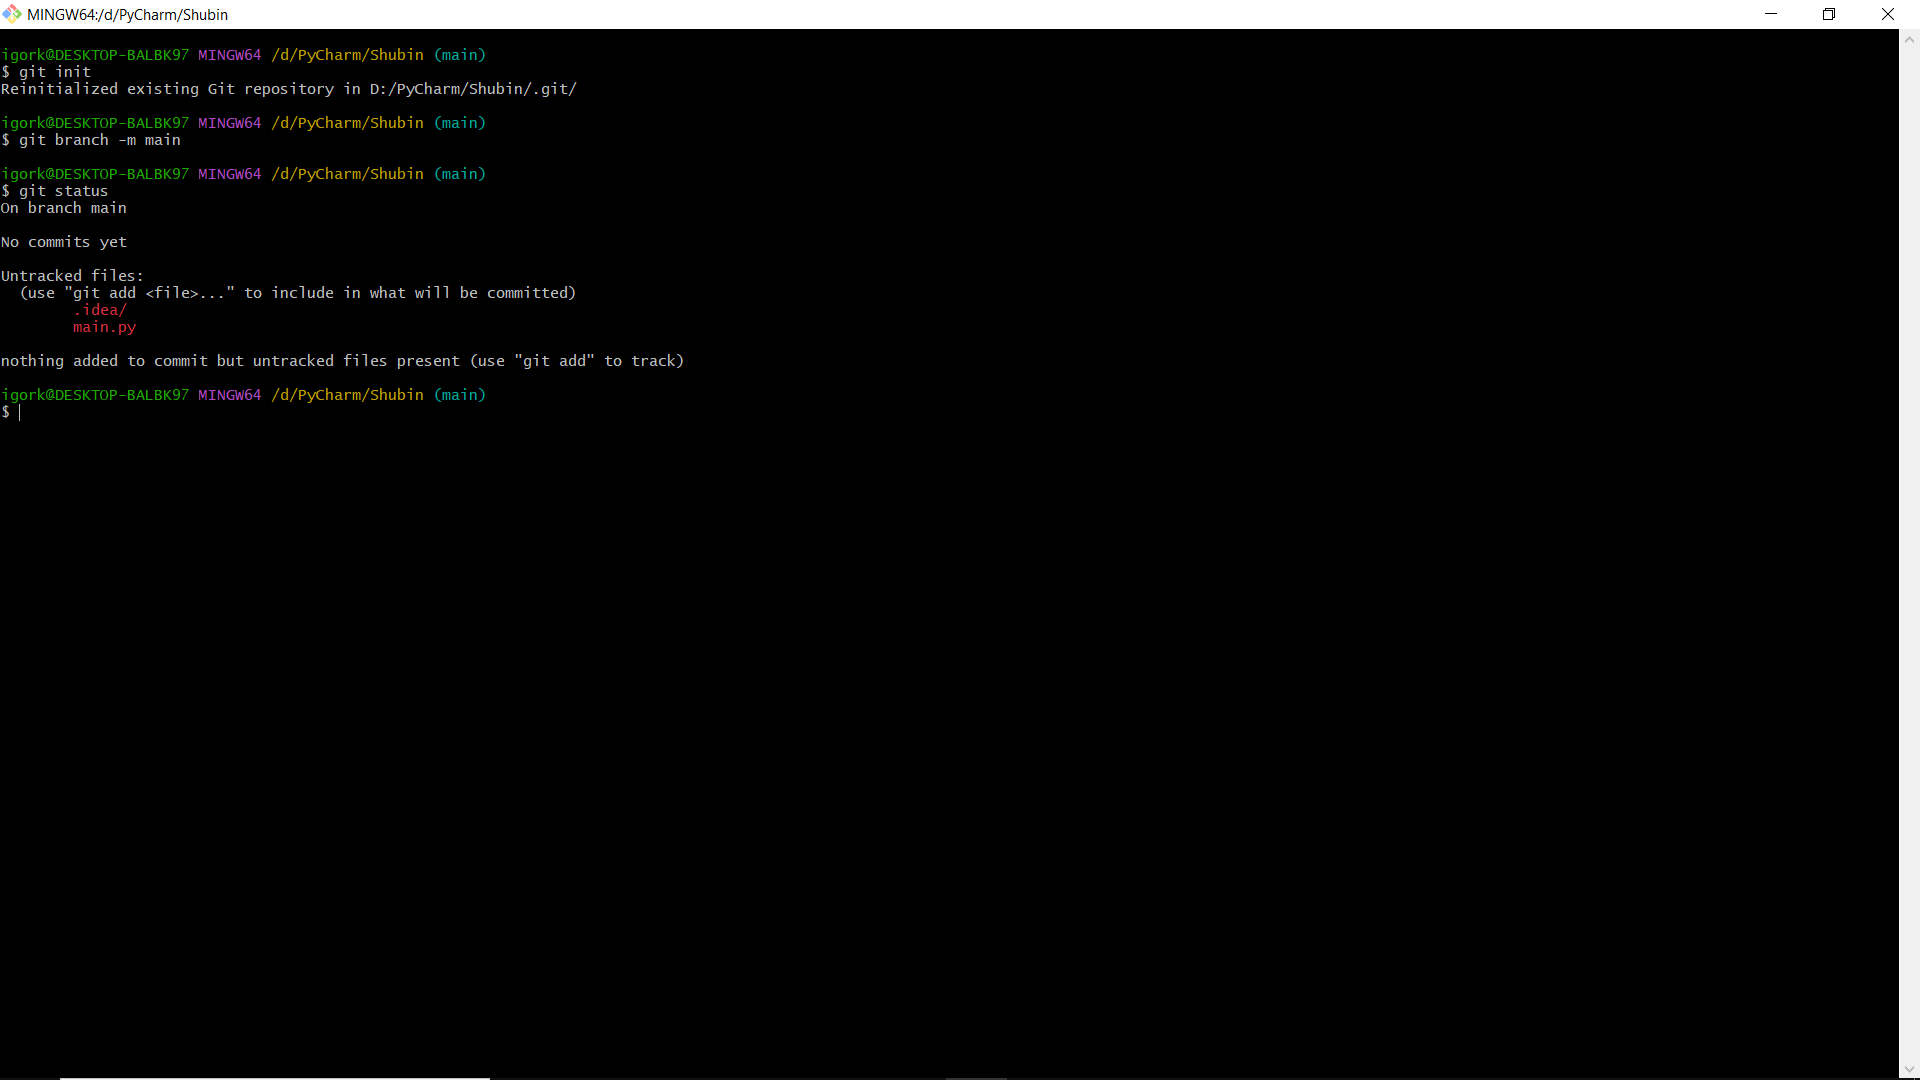 MINGW64:/d/PyCharm/Shubin
igork@DESKTOP-BALBK97 MINGW64 /d/PyCharm/Shubin (main)
$ git init
Reinitialized existing Git repository in D:/PyCharm/Shubin/.git/
igork@DESKTOP-BALBK97 MINGW64 /d/PyCharm/Shubin (main)
$ git branch -m main
igork@DESKTOP-BALBK97 MINGW64 /d/PyCharm/Shubin (main)
$ git status
On branch main
No commits yet
Untracked files:
  (use "git add <file>..." to include in what will be committed)
        .idea/
        main.py
nothing added to commit but untracked files present (use "git add" to track)
igork@DESKTOP-BALBK97 MINGW64 /d/PyCharm/Shubin (main)
$